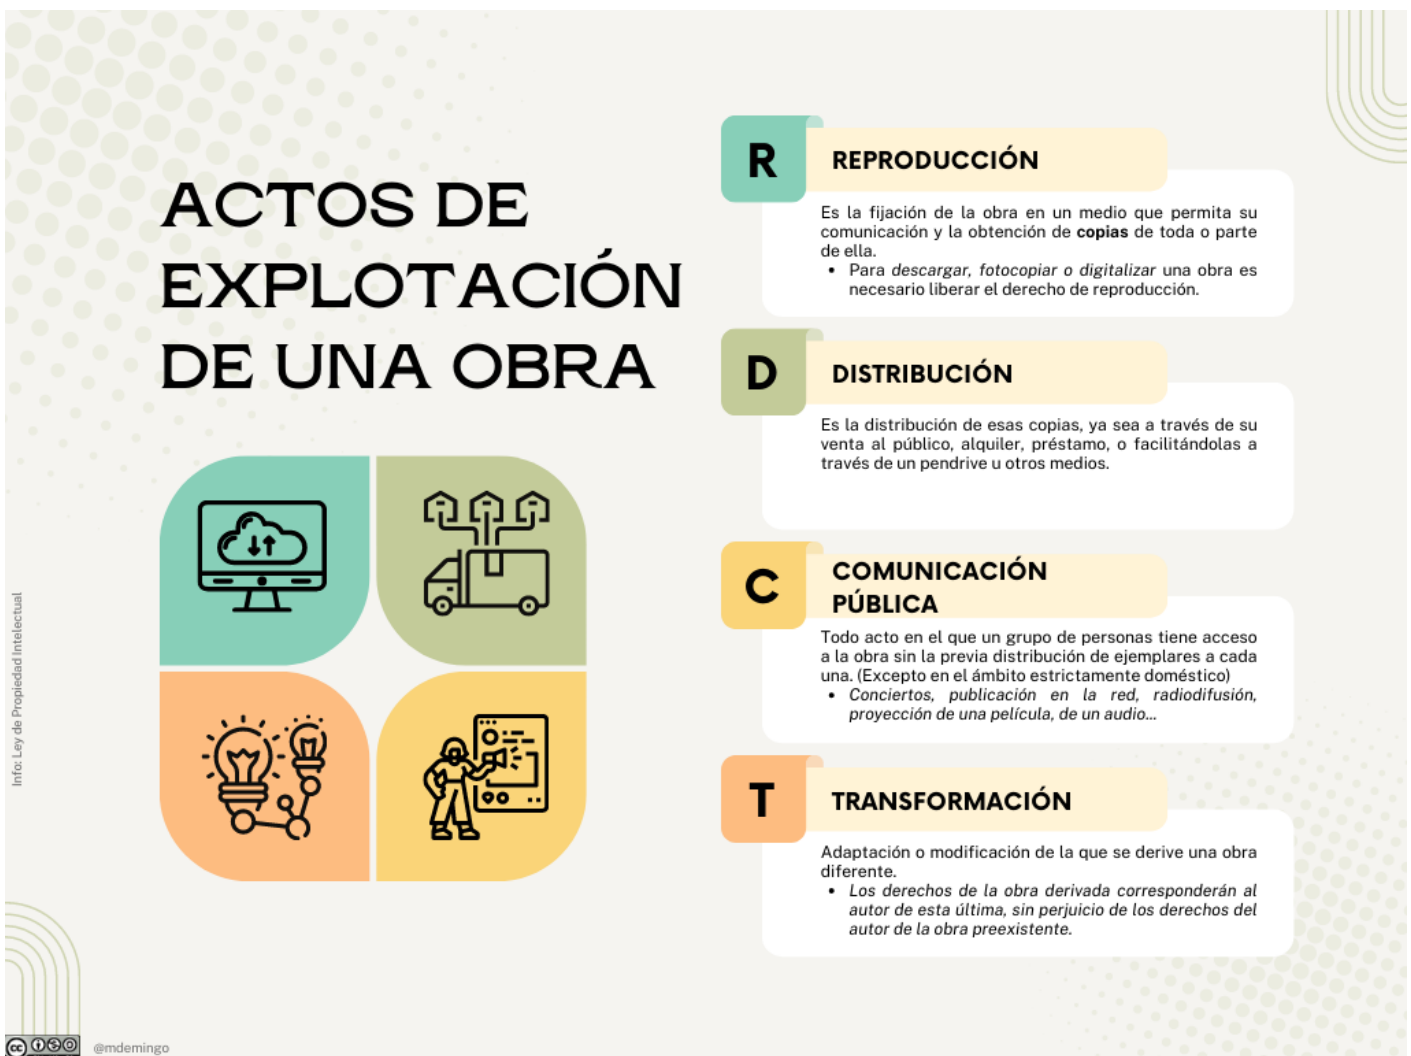 ACTOS DE
EXPLOTACIÓN
DE UNA OBRA
R
REPRODUCCIÓN
Es la fijación de la obra en un medio que permita su
comunicación y la obtención de copias de toda o parte
de ella.
• Para descargar, fotocopiar o digitalizar una obra es
necesario liberar el derecho de reproducción.
D
DISTRIBUCIÓN
Es la distribución de esas copias, ya sea a través de su
venta al público, alquiler, préstamo, o facilitándolas a
través de un pendrive u otros medios.
C
COMUNICACIÓN
PÚBLICA
Todo acto en el que un grupo de personas tiene acceso
a la obra sin la previa distribución de ejemplares a cada
una. (Excepto en el ámbito estrictamente doméstico)
• Conciertos, publicación en la red, radiodifusión,
proyección de una película, de un audio...
T
TRANSFORMACIÓN
Adaptación o modificación de la que se derive una obra
diferente.
• Los derechos de la obra derivada corresponderán al
autor de esta última, sin perjuicio de los derechos del
autor de la obra preexistente.
Info: Ley de Propiedad Intelectual
cc
@mdemingo